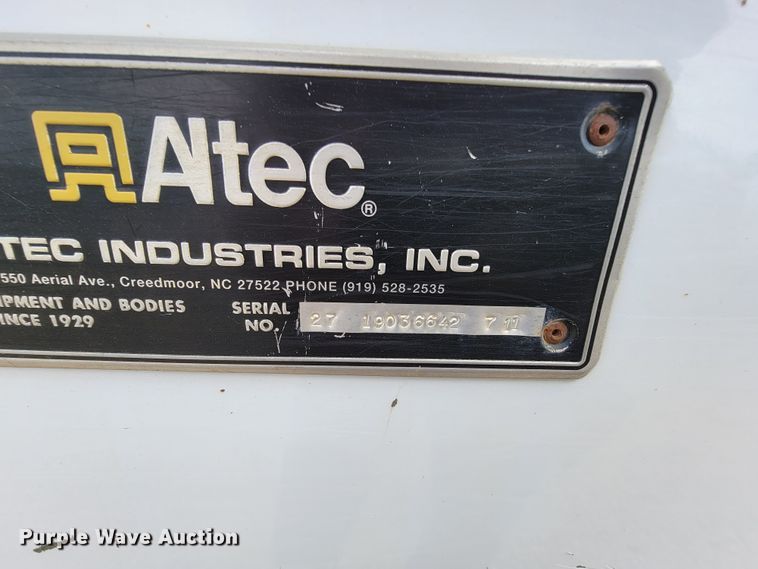 Altec®
TEC INDUSTRIES, INC.
550 Aerial Ave., Creedmoor, NC 27522 PHONE (919) 528-2535
IPMENT AND BODIES
SINCE 1929
SERIAL NO. 27 19036642 711
Purple Wave Auction